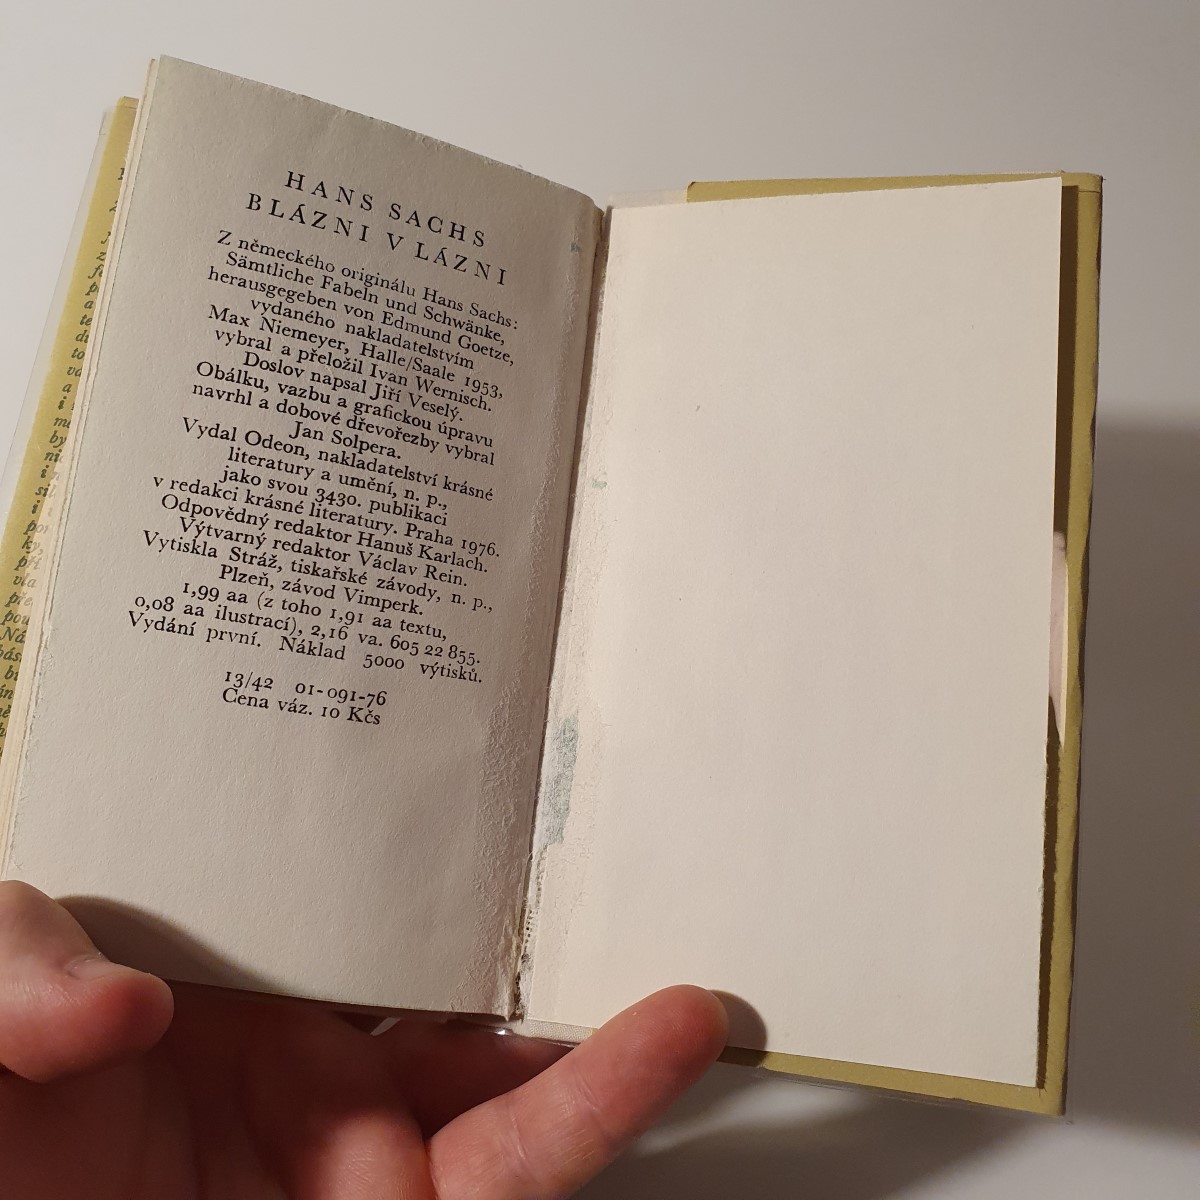 HANS SACHS
BLÁZNI V LÁZNI
Z německého originálu Hans Sachs:
Sämtliche Fabeln und Schwänke,
herausgegeben von Edmund Goetze,
vydaného nakladatelstvím
Max Niemeyer, Halle/Saale 1953,
vybral a přeložil Ivan Wernisch.
Doslov napsal Jiří Veselý.
Obálku, vazbu a grafickou úpravu
navrhl a dobové dřevořezby vybral
Jan Solpera.
Vydal Odeon, nakladatelství krásné
literatury a umění, n. p.,
jako svou 3430. publikaci
v redakci krásné literatury. Praha 1976.
Odpovědný redaktor Hanuš Karlach.
Výtvarný redaktor Václav Rein.
Vytiskla Stráž, tiskařské závody, n. p.,
Plzeň, závod Vimperk.
1,99 aa (z toho 1,91 aa textu,
0,08 aa ilustrací), 2,16 va. 605 22 855.
Vydání první. Náklad 5000 výtisků.
13/42 01-091-76
Cena váz. 10 Kčs